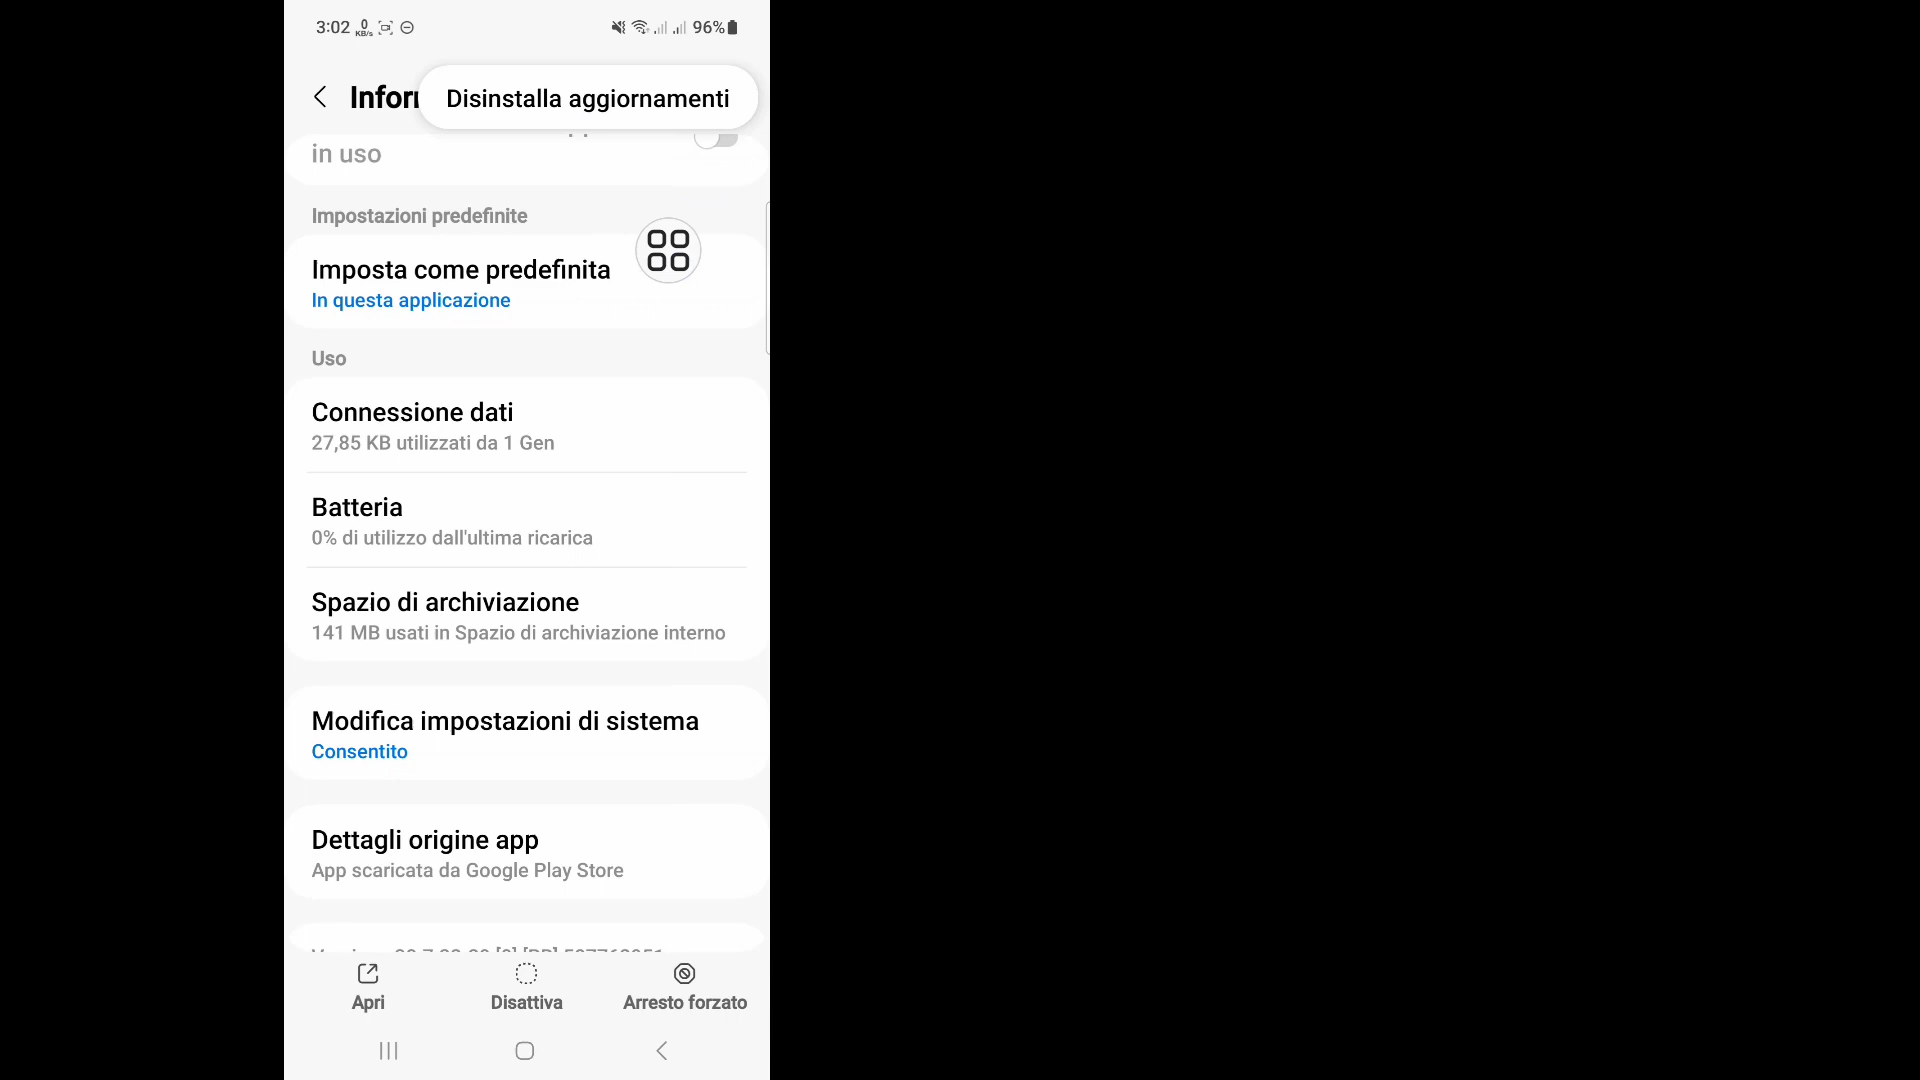 3:02 0 KB/s 96%
Disinstalla aggiornamenti
in uso
Impostazioni predefinite
Imposta come predefinita
In questa applicazione
Uso
Connessione dati
27,85 KB utilizzati da 1 Gen
Batteria
0% di utilizzo dall'ultima ricarica
Spazio di archiviazione
141 MB usati in Spazio di archiviazione interno
Modifica impostazioni di sistema
Consentito
Dettagli origine app
App scaricata da Google Play Store
Apri
Disattiva
Arresto forzato